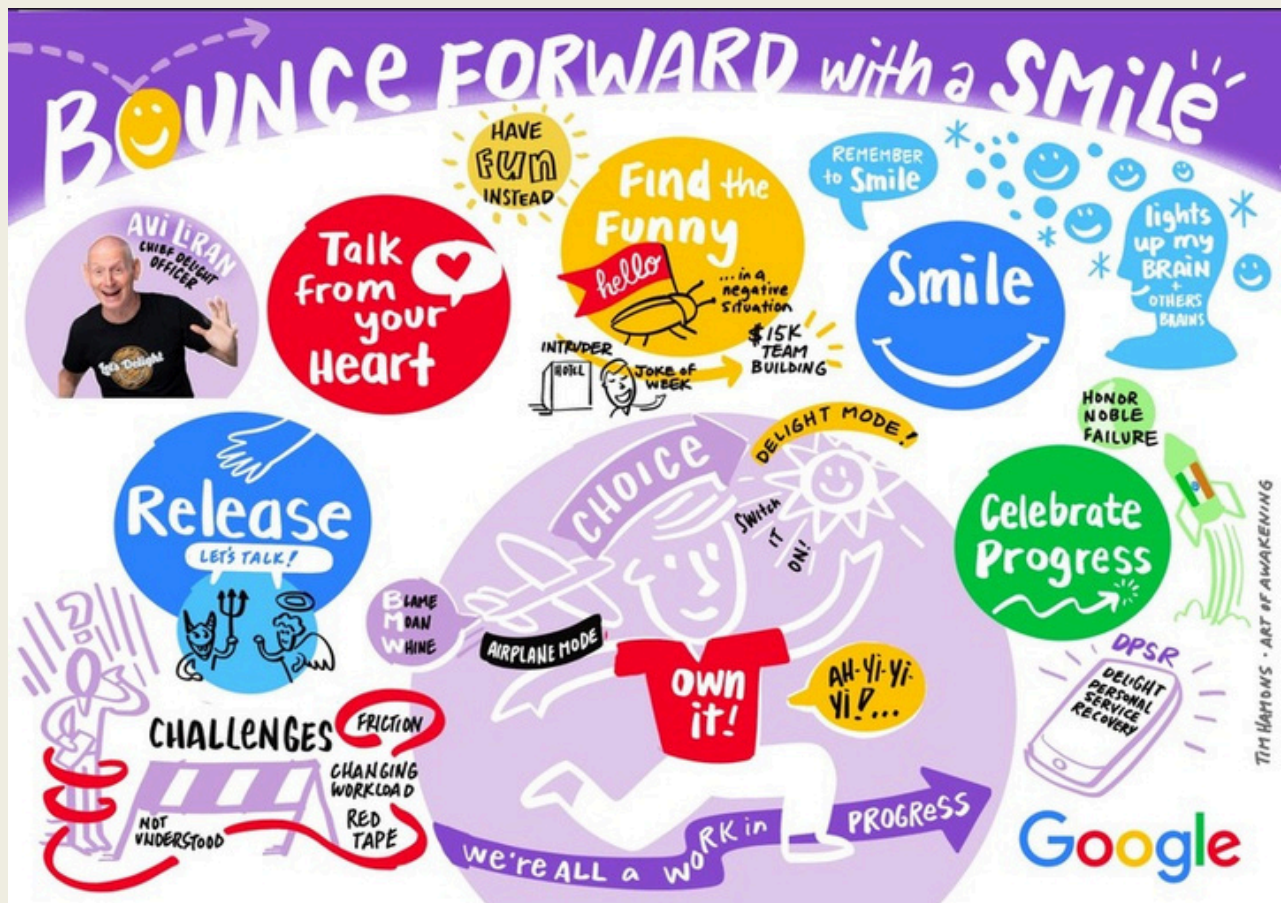 BOUNCE FORWARD with a SMiLe
AVi LiRAN
CHIEF DELIGHT
OFFICER
Let's Delight
Talk
from
your
Heart
HAVE
FUN
INSTEAD
Find the
Funny
hello
...in a
negative
situation
INTRUDER
HOTEL
JOKE OF
WEEK
$15K
TEAM
BUILDING
REMEMBER
to Smile
Smile
lights
up my
BRAIN
+
OTHERS
BRAINS
Release
LET'S TALK!
CHOICE
DELIGHT MODE!
SWitch
IT
ON!
BLAME
MOAN
WHINE
AIRPLANE MODE
OWN
it!
AH-Yi-Yi-
Yi!...
HONOR
NOBLE
FAILURE
Celebrate
Progress
DPSR
DELIGHT
PERSONAL
SERVICE
RECOVERY
?
CHALLENGES
FRICTION
CHANGING
WORKLOAD
RED
TAPE
NOT
UNDERSTOOD
We're ALL a WORK in PROGReSS
Google
TIM HAMONS · ART OF AWAKENING